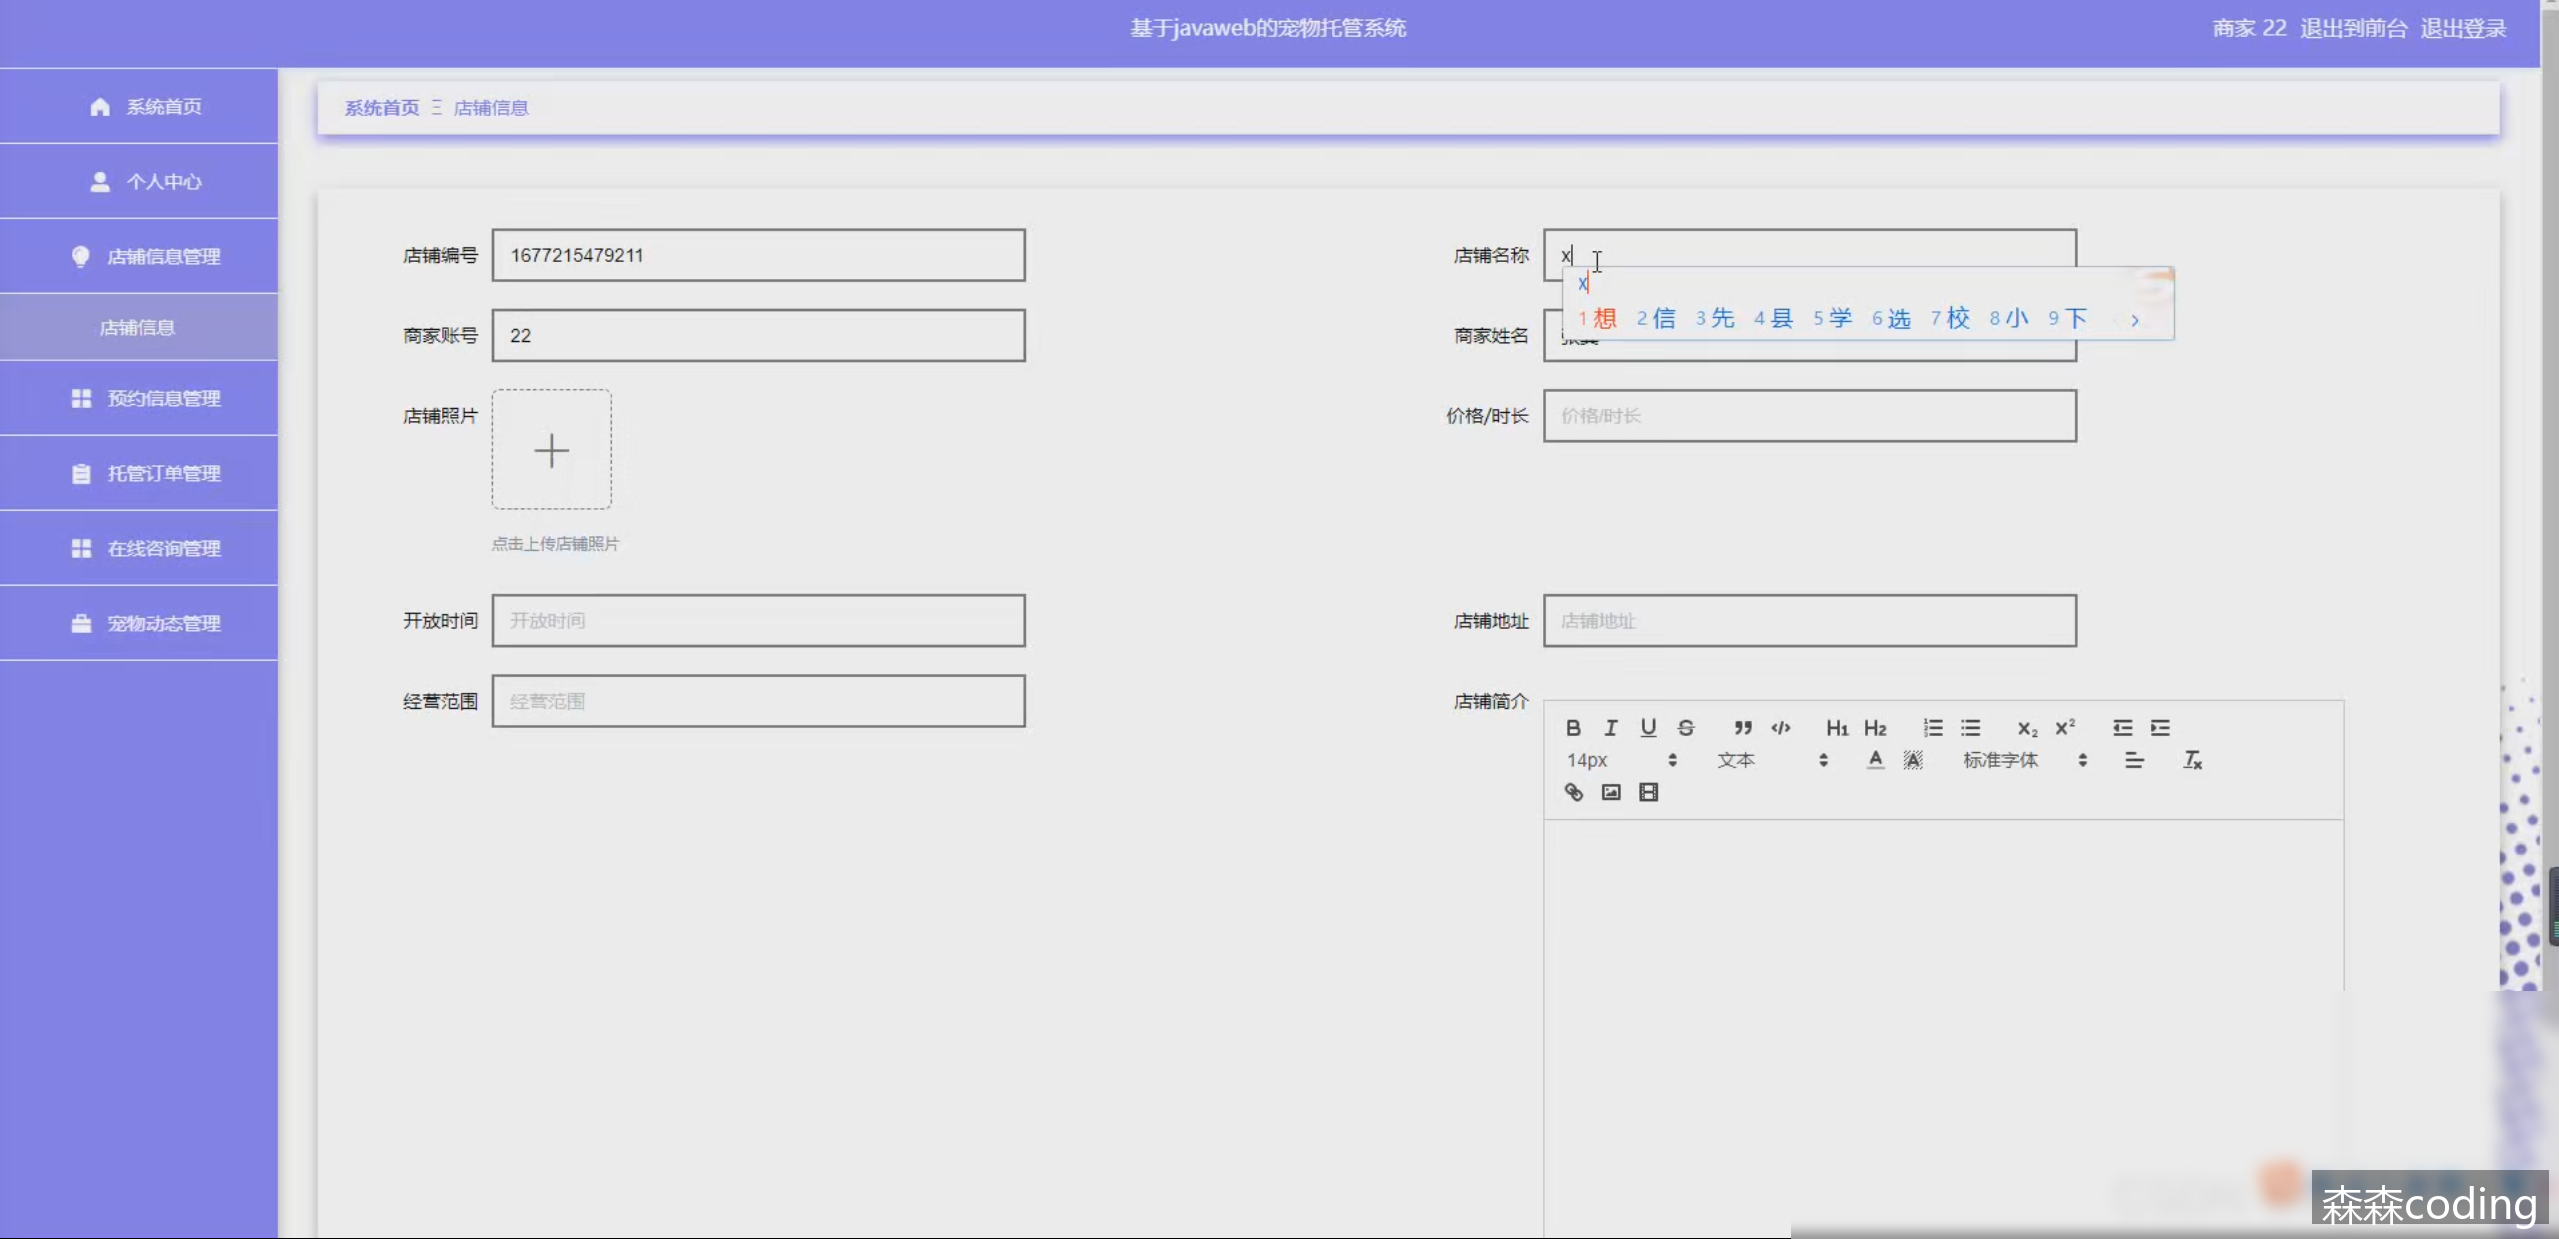 基于javaweb的宠物托管系统
商家 22 退出到前台 退出登录
系统首页
个人中心
店铺信息管理
店铺信息
预约信息管理
托管订单管理
在线咨询管理
宠物动态管理
系统首页 店铺信息
店铺编号 1677215479211
店铺名称 x
x
1 想 2 信 3 先 4 县 5 学 6 选 7 校 8 小 9 下
商家账号 22
商家姓名
店铺照片
点击上传店铺照片
价格/时长 价格/时长
开放时间 开放时间
店铺地址 店铺地址
经营范围 经营范围
店铺简介
B I U S H1 H2 X2 X2
14px 文本 A A 标准字体 Tx
森森coding